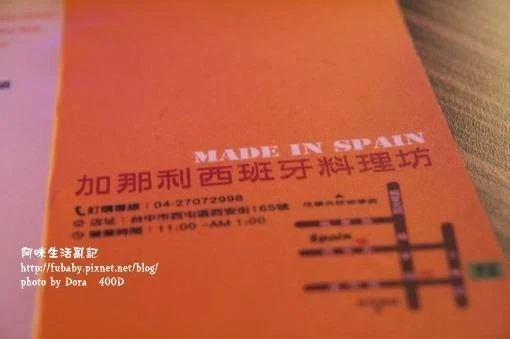 MADE IN SPAIN
加那利西班牙料理坊
訂購專線：04-27072998
店址：台中市西屯區西安街165號
營業時間：11:00 -AM 1:00
Spain
阿咪生活亂記
http://fubaby.pixnet.net/blog/
photo by Dora 400D